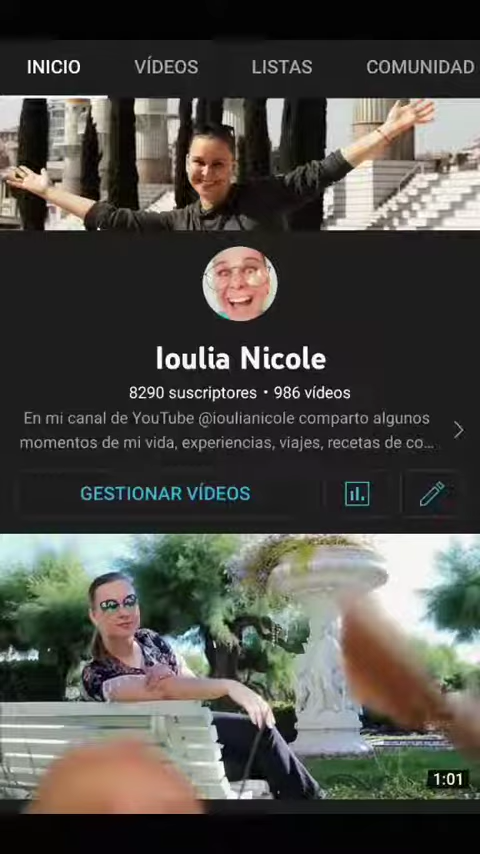 INICIO VÍDEOS LISTAS COMUNIDAD
Ioulia Nicole
8290 suscriptores • 986 vídeos
En mi canal de YouTube @ioulianicole comparto algunos
momentos de mi vida, experiencias, viajes, recetas de co...
GESTIONAR VÍDEOS
1:01